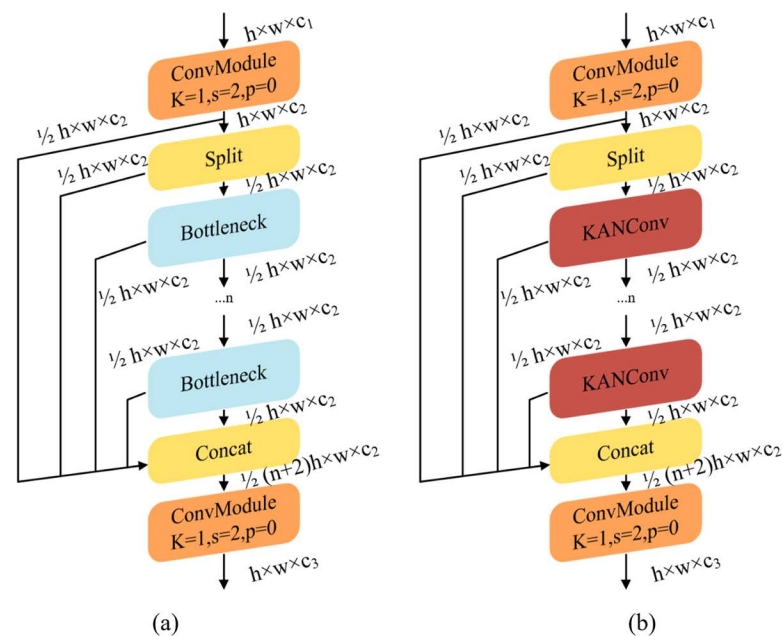 h×w×c₁
ConvModule
K=1,s=2,p=0
½ h×w×c₂
h×w×c₂
½ h×w×c₂
Split
½ h×w×c₂
Bottleneck
½ h×w×c₂
½ h×w×c₂
...n
½ h×w×c₂
½ h×w×c₂
Bottleneck
½ h×w×c₂
Concat
½ (n+2)h×w×c₂
ConvModule
K=1,s=2,p=0
h×w×c₃
(a)
h×w×c₁
ConvModule
K=1,s=2,p=0
½ h×w×c₂
h×w×c₂
½ h×w×c₂
Split
½ h×w×c₂
KANConv
½ h×w×c₂
½ h×w×c₂
...n
½ h×w×c₂
½ h×w×c₂
KANConv
½ h×w×c₂
Concat
½ (n+2)h×w×c₂
ConvModule
K=1,s=2,p=0
h×w×c₃
(b)